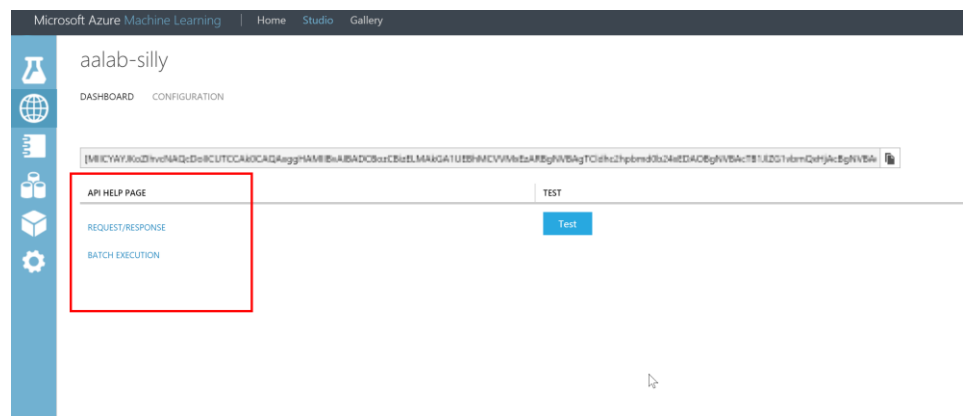 Microsoft Azure Machine Learning | Home Studio Gallery
aalab-silly
DASHBOARD CONFIGURATION
API HELP PAGE TEST
REQUEST/RESPONSE Test
BATCH EXECUTION